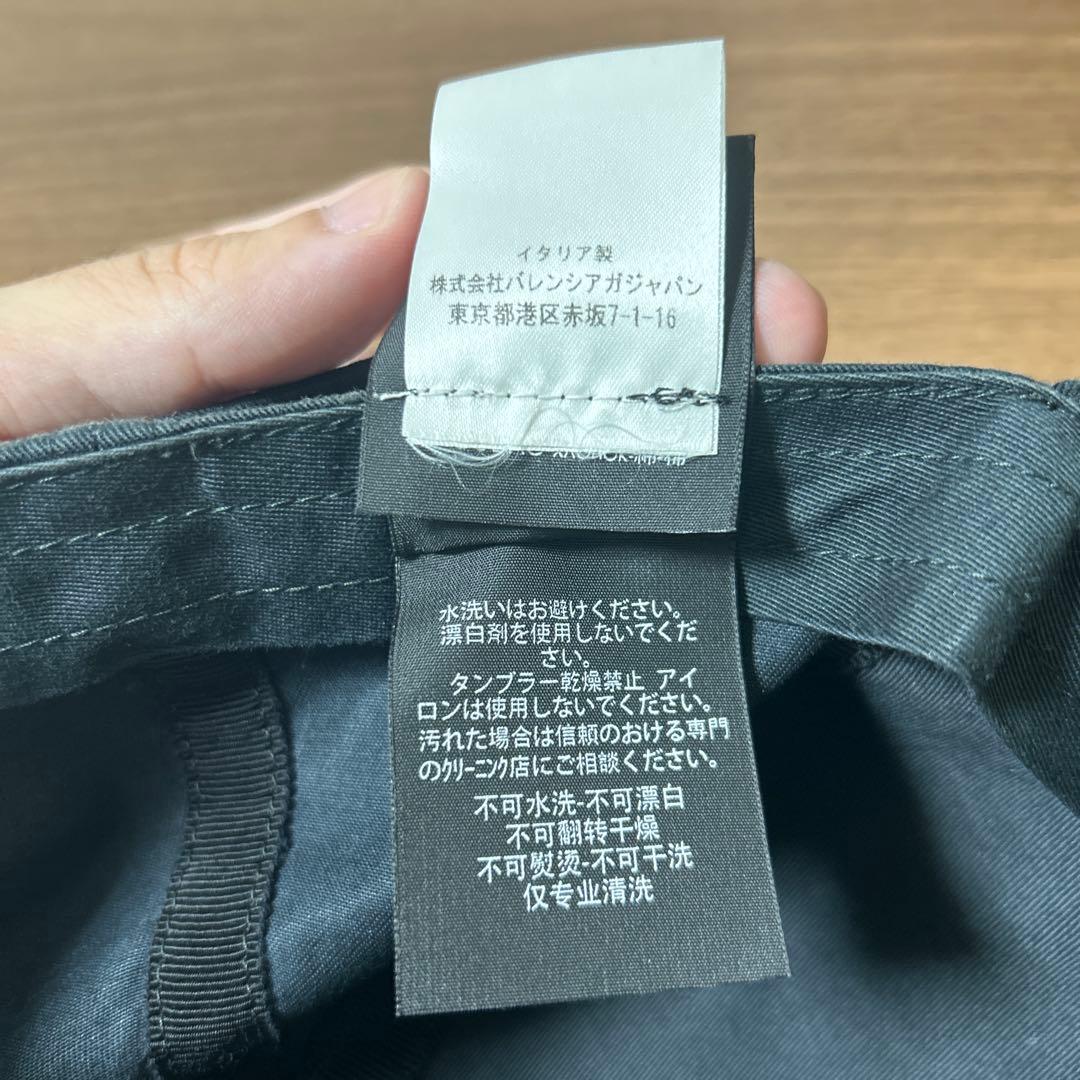 イタリア製
株式会社バレンシアガジャパン
東京都港区赤坂7-1-16
綿-棉
水洗いはお避けください。
漂白剤を使用しないでくだ
さい。
タンブラー乾燥禁止 アイ
ロンは使用しないでください。
汚れた場合は信頼のおける専門
のクリーニング店にご相談ください。
不可水洗-不可漂白
不可翻转干燥
不可熨烫-不可干洗
仅专业清洗